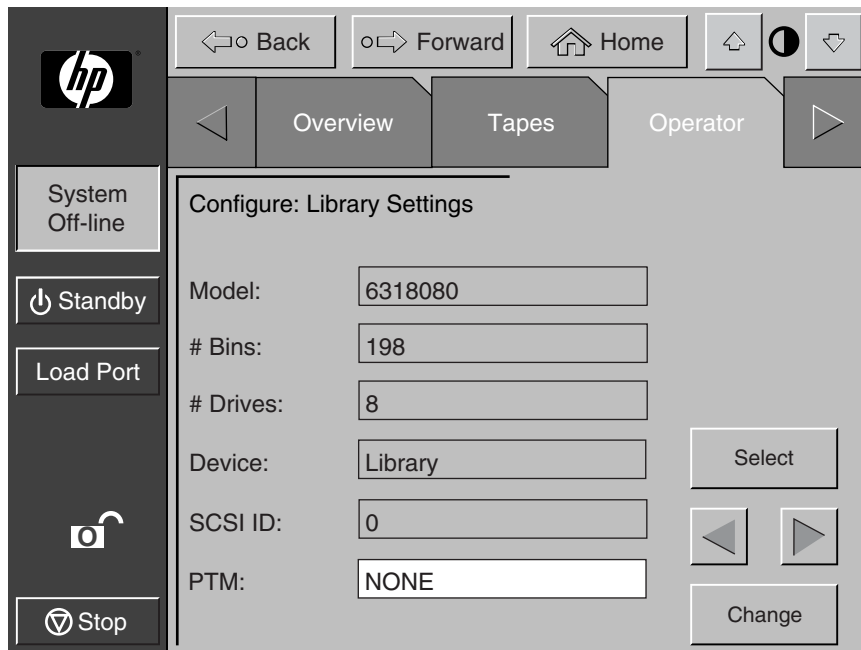 Back
Forward
Home
hp
Overview
Tapes
Operator
System
Off-line
Configure: Library Settings
Standby
Model:
6318080
# Bins:
198
Load Port
# Drives:
8
Device:
Library
Select
SCSI ID:
0
PTM:
NONE
Change
Stop